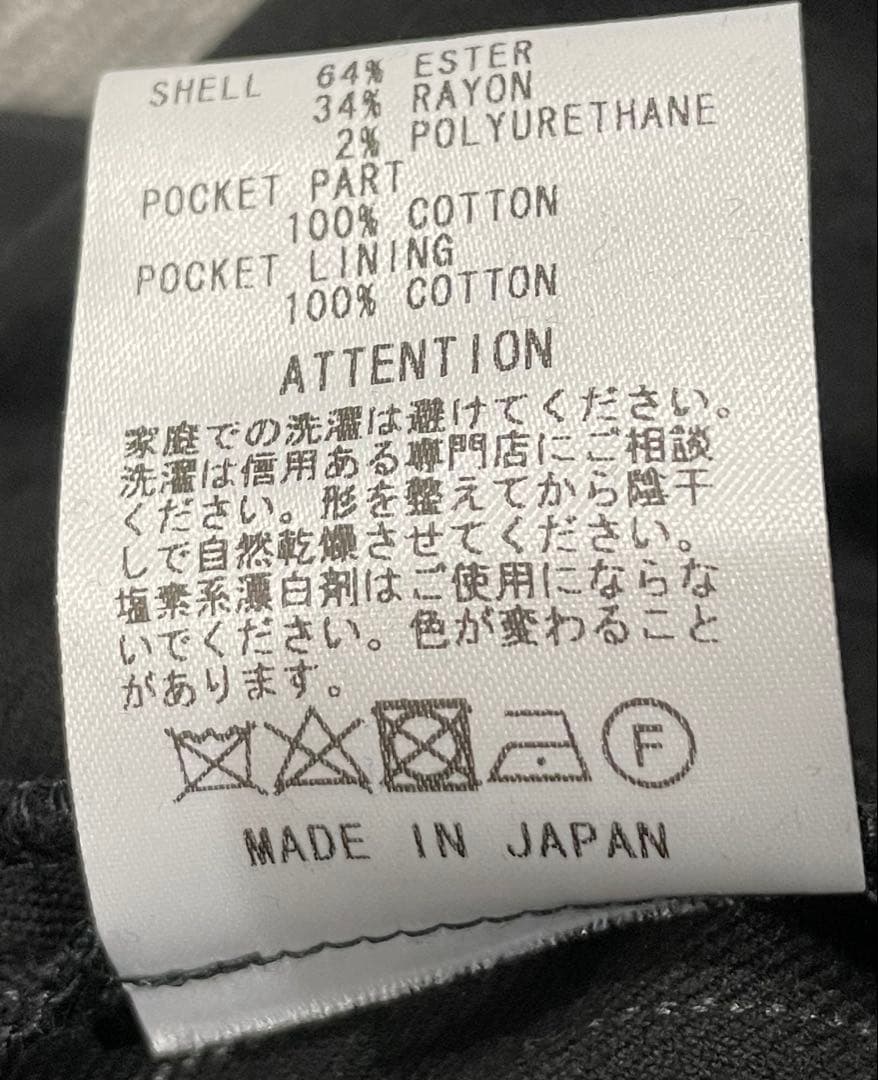 SHELL 64% ESTER
34% RAYON
2% POLYURETHANE
POCKET PART
100% COTTON
POCKET LINING
100% COTTON
ATTENTION
家庭での洗濯は避けてください。
洗濯は信用ある専門店にご相談
ください。形を整えてから陰干
しで自然乾燥させてください。
塩素系漂白剤はご使用にならな
いでください。色が変わること
があります。
F
MADE IN JAPAN